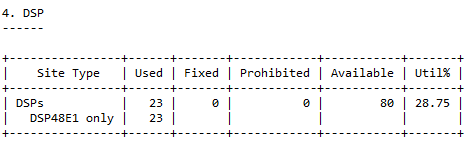 4. DSP
------
+----------------+------+-------+------------+-----------+-------+
|    Site Type   | Used | Fixed | Prohibited | Available | Util% |
+----------------+------+-------+------------+-----------+-------+
| DSPs           |   23 |     0 |          0 |        80 | 28.75 |
|   DSP48E1 only |   23 |       |            |           |       |
+----------------+------+-------+------------+-----------+-------+